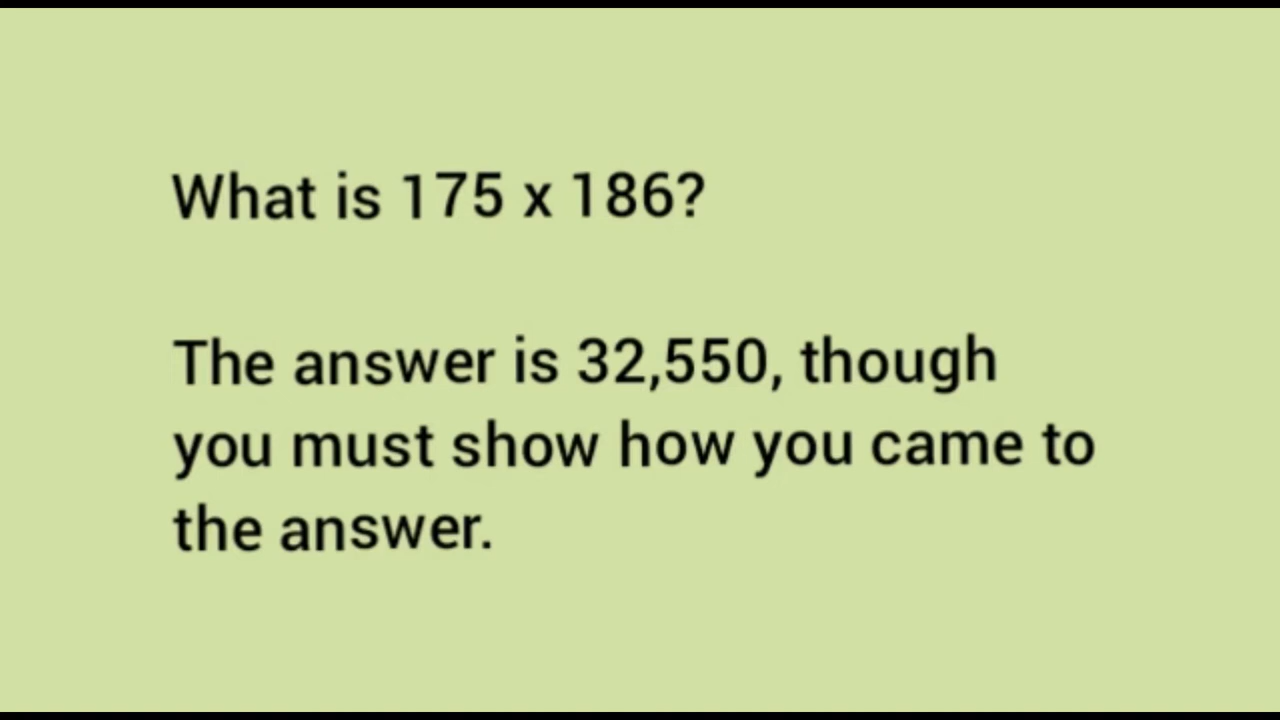 What is 175 x 186?
The answer is 32,550, though
you must show how you came to
the answer.